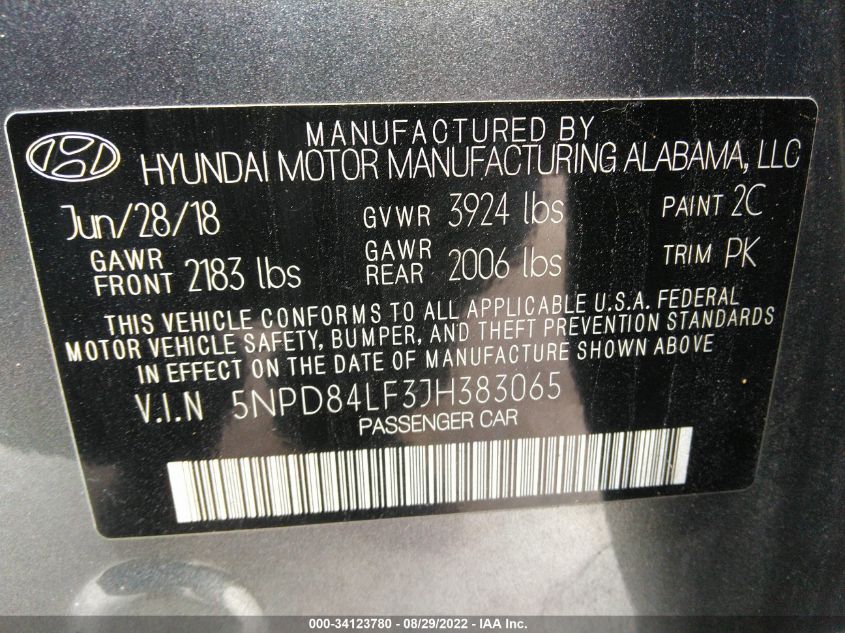 MANUFACTURED BY
HYUNDAI MOTOR MANUFACTURING ALABAMA, LLC
Jun/28/18 GVWR 3924 lbs PAINT 2C
GAWR FRONT 2183 lbs GAWR REAR 2006 lbs TRIM PK
THIS VEHICLE CONFORMS TO ALL APPLICABLE U.S.A. FEDERAL
MOTOR VEHICLE SAFETY, BUMPER, AND THEFT PREVENTION STANDARDS
IN EFFECT ON THE DATE OF MANUFACTURE SHOWN ABOVE
V.I.N 5NPD84LF3JH383065
PASSENGER CAR
000-34123780 - 08/29/2022 - IAA Inc.